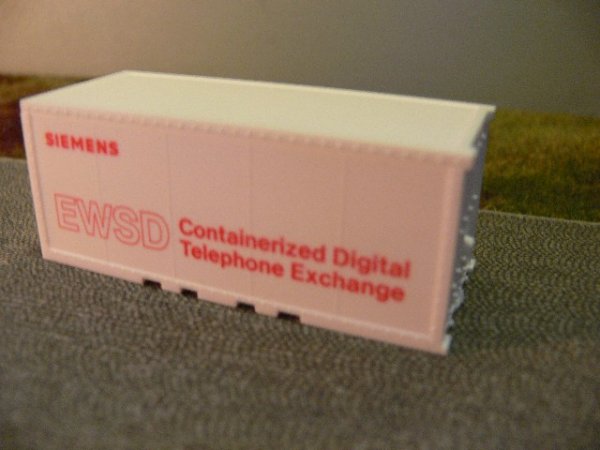 SIEMENS
EWSD Containerized Digital
Telephone Exchange